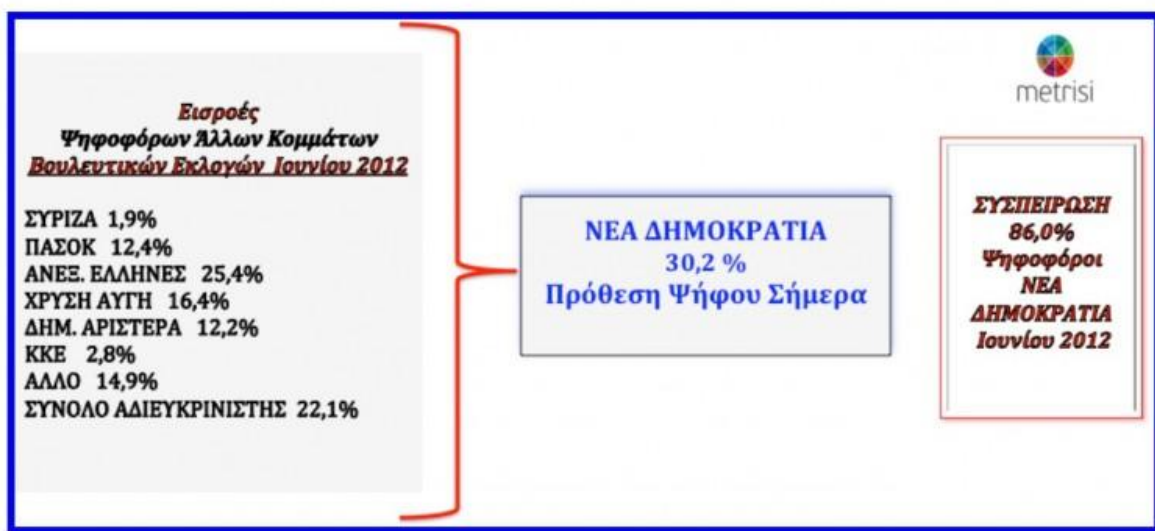 Εισροές
Ψηφοφόρων Άλλων Κομμάτων
Βουλευτικών Εκλογών Ιουνίου 2012
ΣΥΡΙΖΑ 1,9%
ΠΑΣΟΚ 12,4%
ΑΝΕΞ. ΕΛΛΗΝΕΣ 25,4%
ΧΡΥΣΗ ΑΥΓΗ 16,4%
ΔΗΜ. ΑΡΙΣΤΕΡΑ 12,2%
ΚΚΕ 2,8%
ΑΛΛΟ 14,9%
ΣΥΝΟΛΟ ΑΔΙΕΥΚΡΙΝΙΣΤΗΣ 22,1%
ΝΕΑ ΔΗΜΟΚΡΑΤΙΑ
30,2 %
Πρόθεση Ψήφου Σήμερα
metrisi
ΣΥΣΠΕΙΡΩΣΗ
86,0%
Ψηφοφόροι
ΝΕΑ
ΔΗΜΟΚΡΑΤΙΑ
Ιουνίου 2012